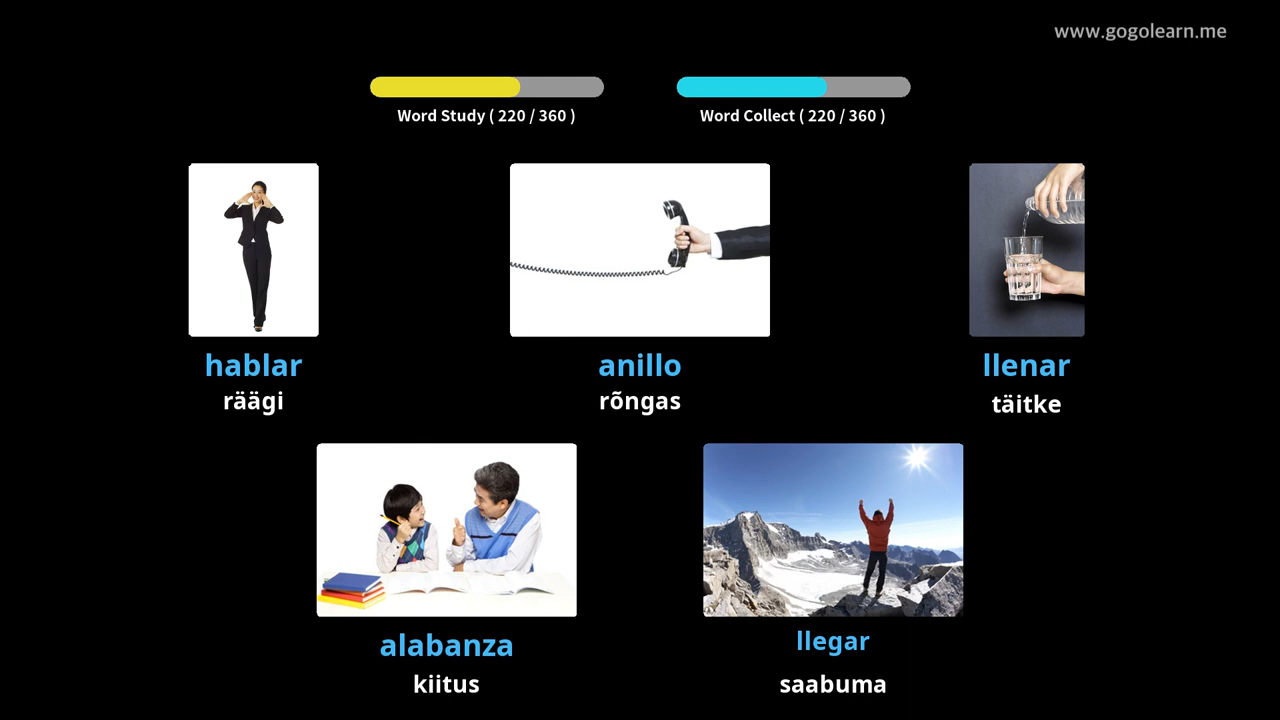 www.gogolearn.me
Word Study ( 220 / 360 )
Word Collect ( 220 / 360 )
hablar
räägi
anillo
rõngas
llenar
täitke
alabanza
kiitus
llegar
saabuma